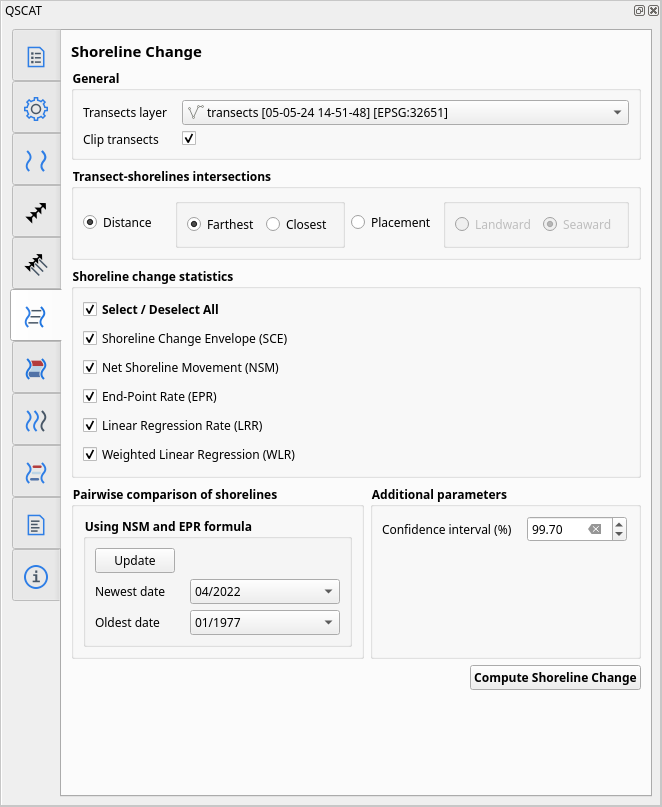 QSCAT
Shoreline Change
General
Transects layer transects [05-05-24 14-51-48] [EPSG:32651]
Clip transects
Transect-shorelines intersections
Distance Farthest Closest Placement Landward Seaward
Shoreline change statistics
Select / Deselect All
Shoreline Change Envelope (SCE)
Net Shoreline Movement (NSM)
End-Point Rate (EPR)
Linear Regression Rate (LRR)
Weighted Linear Regression (WLR)
Pairwise comparison of shorelines
Using NSM and EPR formula
Update
Newest date 04/2022
Oldest date 01/1977
Additional parameters
Confidence interval (%) 99.70
Compute Shoreline Change